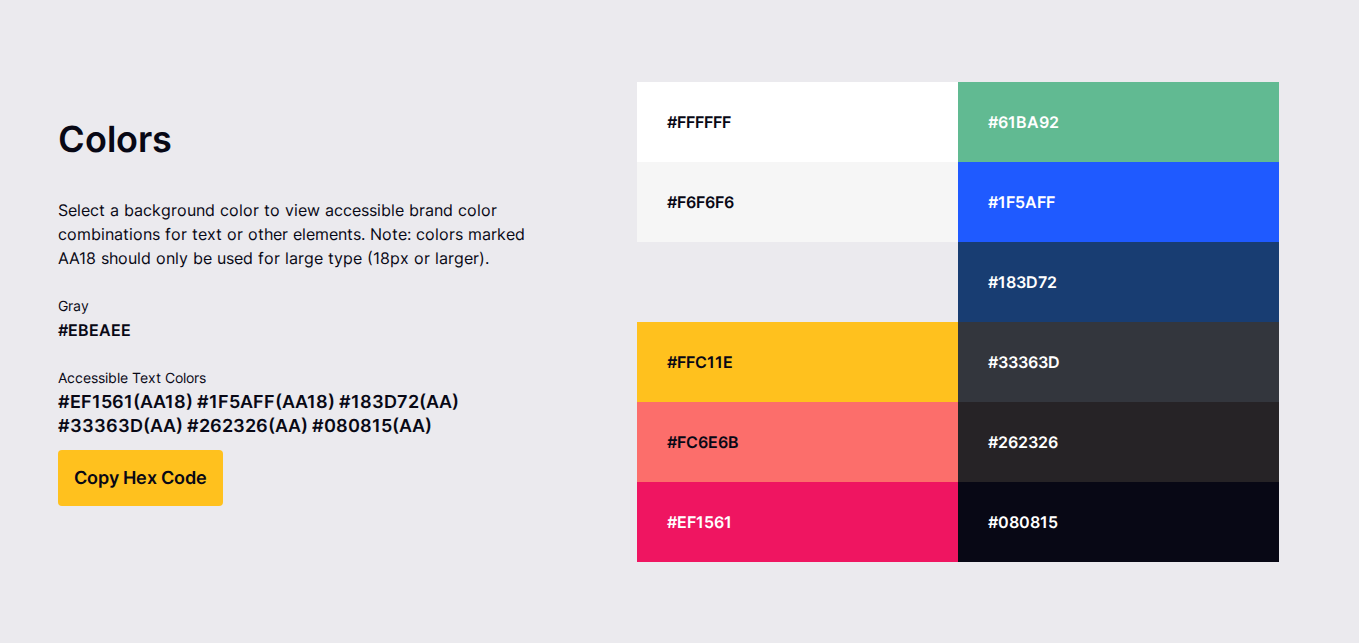 Colors
Select a background color to view accessible brand color
combinations for text or other elements. Note: colors marked
AA18 should only be used for large type (18px or larger).
Gray
#EBEAEE
Accessible Text Colors
#EF1561(AA18) #1F5AFF(AA18) #183D72(AA)
#33363D(AA) #262326(AA) #080815(AA)
Copy Hex Code
#FFFFFF
#61BA92
#F6F6F6
#1F5AFF
#183D72
#FFC11E
#33363D
#FC6E6B
#262326
#EF1561
#080815